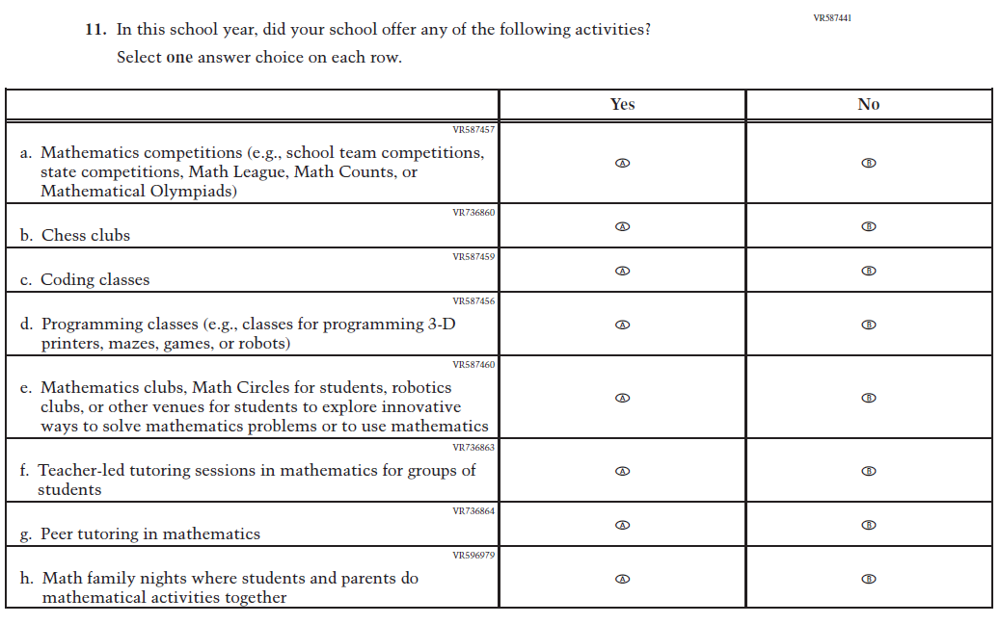 VR587441
11. In this school year, did your school offer any of the following activities?
Select one answer choice on each row.
Yes No
VR587457
a. Mathematics competitions (e.g., school team competitions,
state competitions, Math League, Math Counts, or
Mathematical Olympiads)
A B
VR736860
b. Chess clubs
A B
VR587459
c. Coding classes
A B
VR587456
d. Programming classes (e.g., classes for programming 3-D
printers, mazes, games, or robots)
A B
VR587460
e. Mathematics clubs, Math Circles for students, robotics
clubs, or other venues for students to explore innovative
ways to solve mathematics problems or to use mathematics
A B
VR736863
f. Teacher-led tutoring sessions in mathematics for groups of
students
A B
VR736864
g. Peer tutoring in mathematics
A B
VR596979
h. Math family nights where students and parents do
mathematical activities together
A B